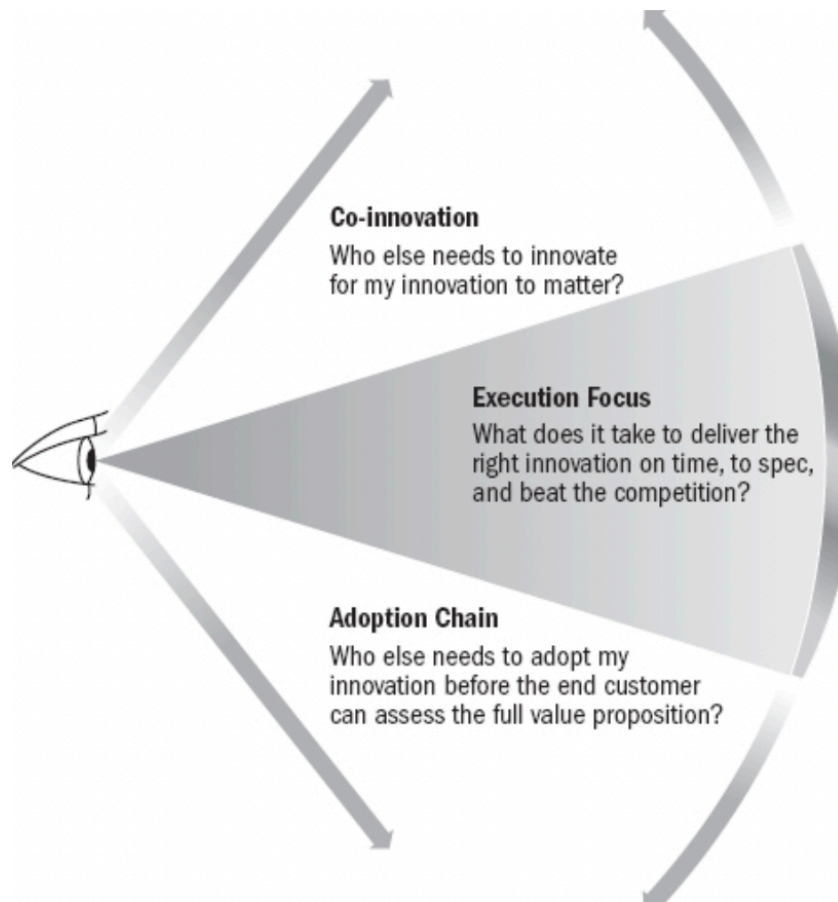 Co-innovation
Who else needs to innovate
for my innovation to matter?
Execution Focus
What does it take to deliver the
right innovation on time, to spec,
and beat the competition?
Adoption Chain
Who else needs to adopt my
innovation before the end customer
can assess the full value proposition?